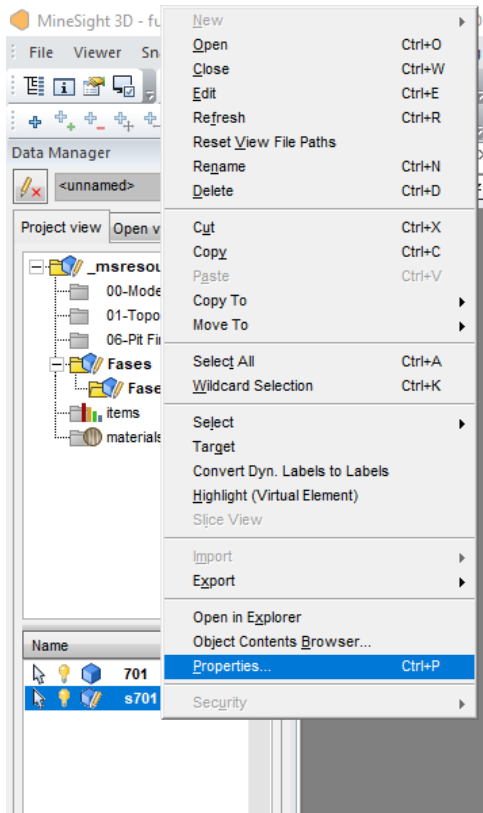 MineSight 3D - fu
File Viewer Sn
Data Manager
<unnamed>
Project view Open v
_msresou
00-Mode
01-Topo
06-Pit Fi
Fases
Fase
items
materials
Name
701
s701
New
Open Ctrl+O
Close Ctrl+W
Edit Ctrl+E
Refresh Ctrl+R
Reset View File Paths
Rename Ctrl+N
Delete Ctrl+D
Cut Ctrl+X
Copy Ctrl+C
Paste Ctrl+V
Copy To
Move To
Select All Ctrl+A
Wildcard Selection Ctrl+K
Select
Target
Convert Dyn. Labels to Labels
Highlight (Virtual Element)
Slice View
Import
Export
Open in Explorer
Object Contents Browser...
Properties... Ctrl+P
Security